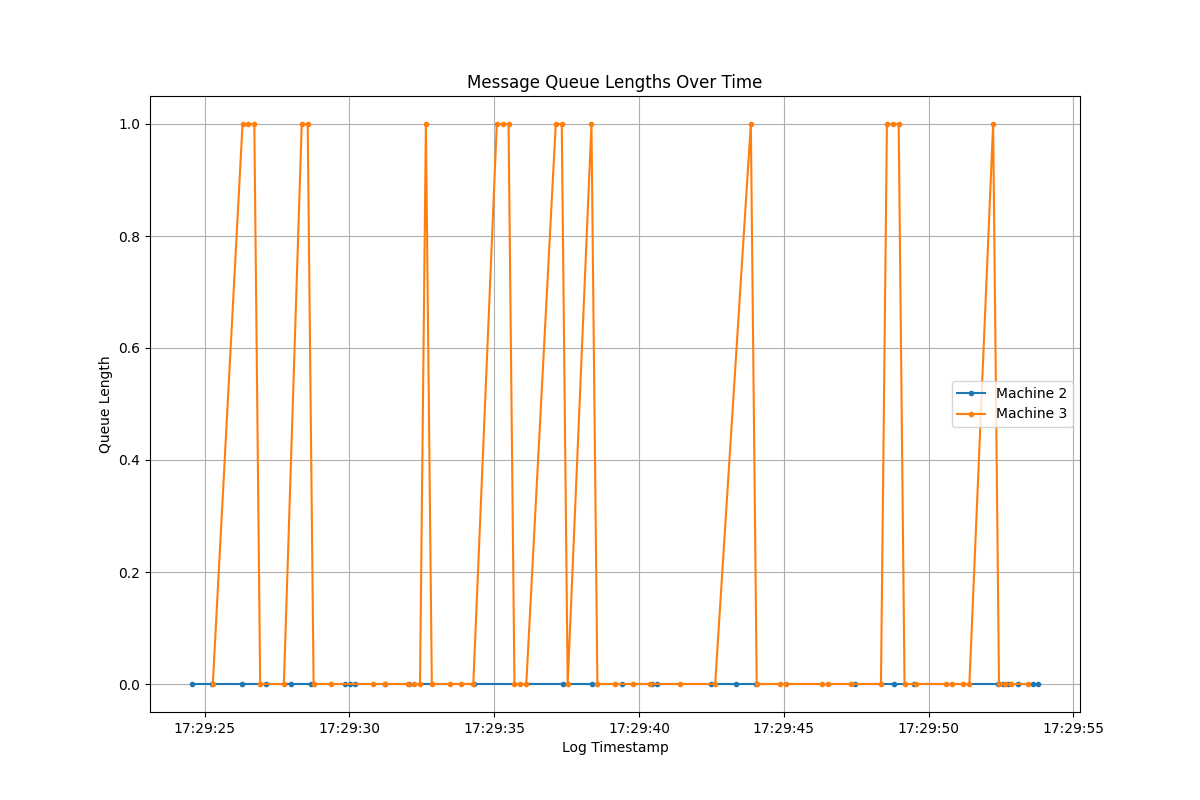 Message Queue Lengths Over Time
1.0
0.8
0.6
0.4
0.2
0.0
Queue Length
Machine 2
Machine 3
17:29:25 17:29:30 17:29:35 17:29:40 17:29:45 17:29:50 17:29:55
Log Timestamp